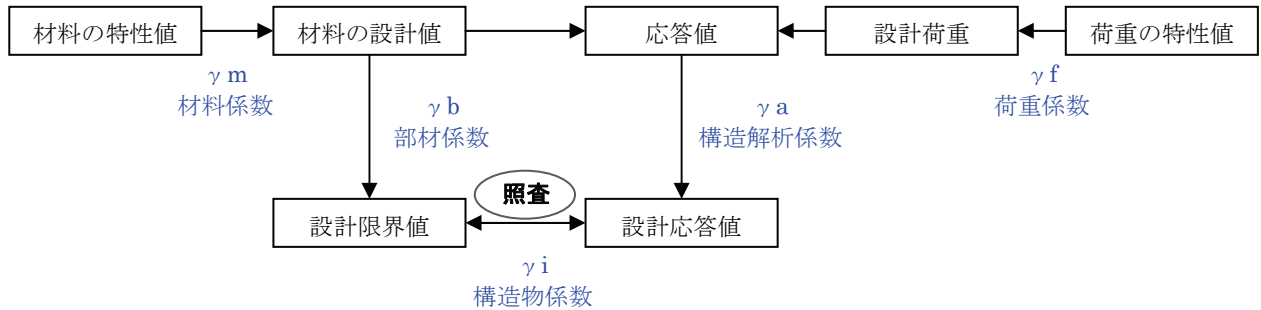 材料の特性値
材料の設計値
応答値
設計荷重
荷重の特性値
γm
材料係数
γb
部材係数
γa
構造解析係数
γf
荷重係数
照査
設計限界値
設計応答値
γi
構造物係数